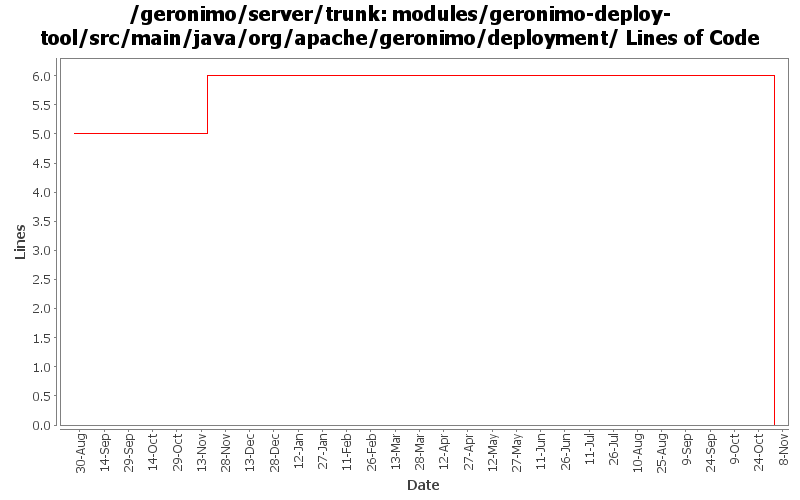 /geronimo/server/trunk: modules/geronimo-deploy-
tool/src/main/java/org/apache/geronimo/deployment/ Lines of Code
6.0
5.5
5.0
4.5
4.0
3.5
3.0
2.5
2.0
1.5
1.0
0.5
0.0
Lines
30-Aug
14-Sep
29-Sep
14-Oct
29-Oct
13-Nov
28-Nov
13-Dec
28-Dec
12-Jan
27-Jan
11-Feb
26-Feb
13-Mar
28-Mar
12-Apr
27-Apr
12-May
27-May
11-Jun
26-Jun
11-Jul
26-Jul
10-Aug
25-Aug
9-Sep
24-Sep
9-Oct
24-Oct
8-Nov
Date